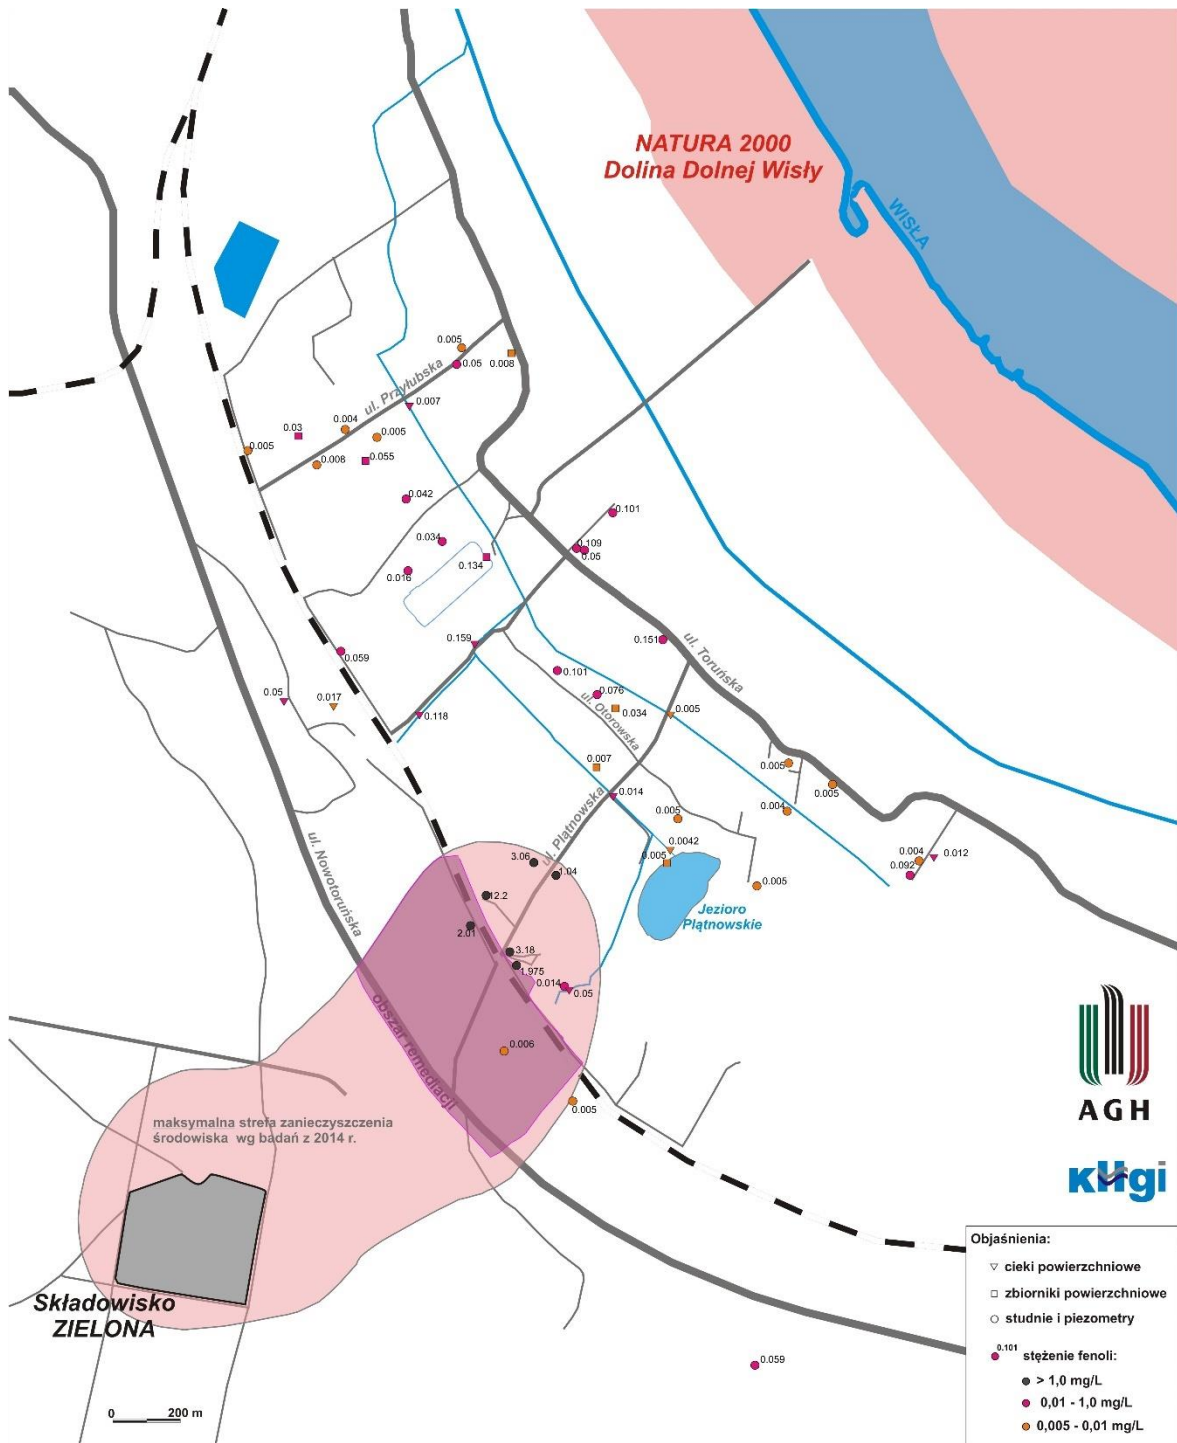 NATURA 2000
Dolina Dolnej Wisły
WISŁA
0.005
0.05
0.008
ul. Przyłubska
0.007
0.03
0.004
0.005
0.005
0.055
0.008
0.042
0.101
0.034
0.109
0.05
0.134
0.016
0.159
0.151
ul. Toruńska
0.059
0.101
0.076
0.05
0.017
0.034
0.005
0.118
ul. Otorowska
0.007
0.005
0.005
0.014
0.004
0.005
ul. Płątnowska
ul. Nowotoruńska
0.0042
0.005
3.06
1.04
0.004
0.012
0.092
0.005
12.2
Jezioro
Płątnowskie
2.01
3.18
1.975
0.014
0.05
obszar remediacji
0.006
0.005
AGH
KHgi
maksymalna strefa zanieczyszczenia
środowiska wg badań z 2014 r.
Składowisko
ZIELONA
0.059
0 200 m
Objaśnienia:
cieki powierzchniowe
zbiorniki powierzchniowe
studnie i piezometry
0.101 stężenie fenoli:
> 1,0 mg/L
0,01 - 1,0 mg/L
0,005 - 0,01 mg/L